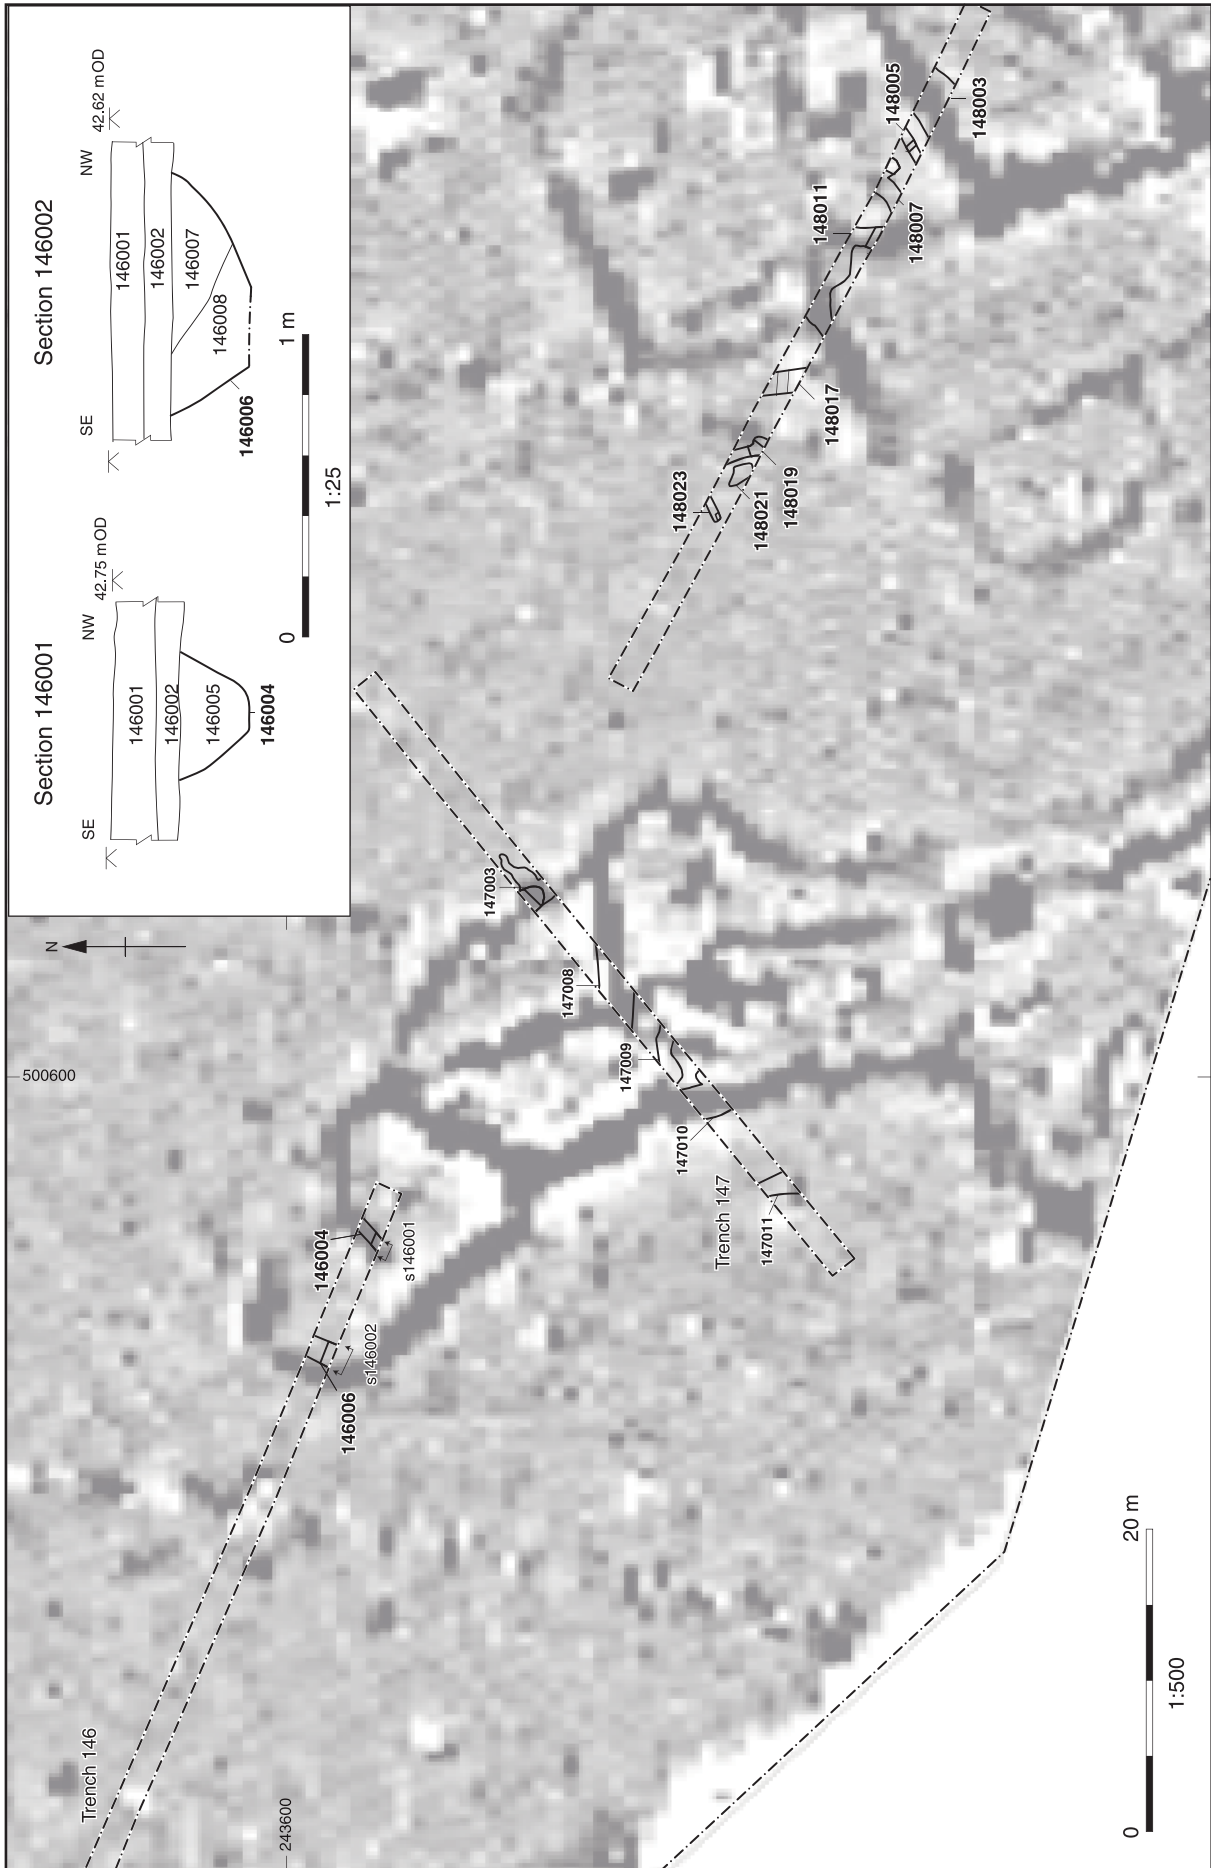 Section 146001
SE
NW
42.75 mOD
146001
146002
146005
146004
Section 146002
SE
NW
42.62 mOD
146001
146002
146007
146008
146006
0
1 m
1:25
N
500600
243600
Trench 146
146006
s146002
146004
s146001
Trench 147
147011
147010
147009
147008
147003
148023
148021
148019
148017
148011
148007
148005
148003
0
20 m
1:500